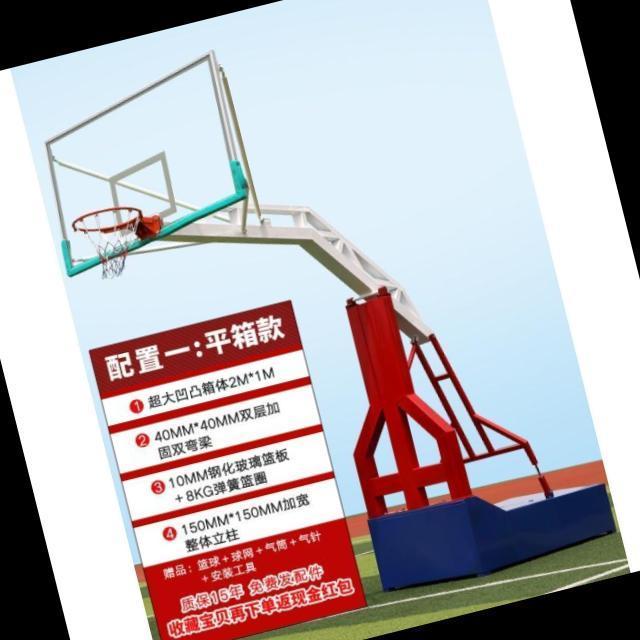 配置一:平箱款
1 超大凹凸箱体2M*1M
2 40MM*40MM双层加
固双弯梁
3 10MM钢化玻璃篮板
+8KG弹簧篮圈
4 150MM*150MM加宽
整体立柱
赠品：篮球+球网+气筒+气针
+安装工具
质保15年 免费发配件
收藏宝贝再下单返现金红包